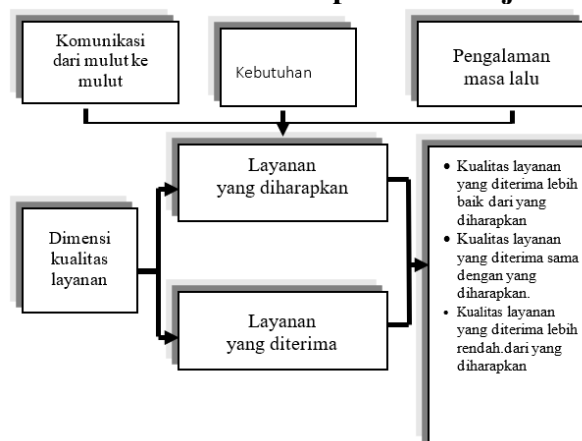 Komunikasi
dari mulut ke
mulut
Kebutuhan
Pengalaman
masa lalu
Layanan
yang diharapkan
Dimensi
kualitas
layanan
Layanan
yang diterima
• Kualitas layanan
yang diterima lebih
baik dari yang
diharapkan
• Kualitas layanan
yang diterima sama
dengan yang
diharapkan.
• Kualitas layanan
yang diterima lebih
rendah.dari yang
diharapkan